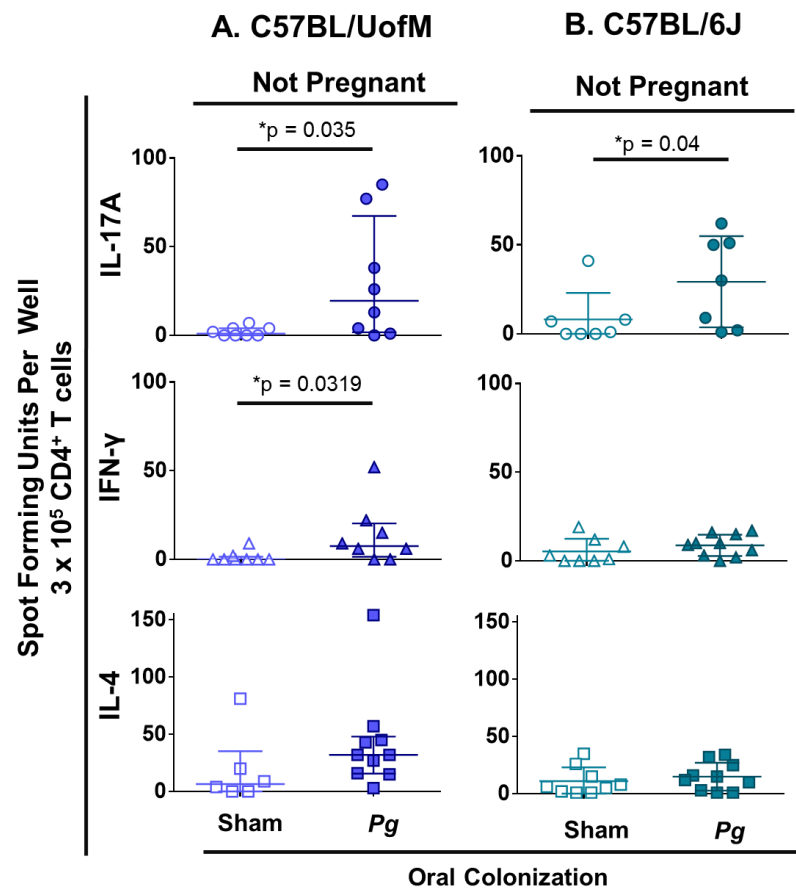 A. C57BL/UofM
B. C57BL/6J
Not Pregnant
Not Pregnant
*p = 0.035
*p = 0.04
Spot Forming Units Per Well
3 x 10⁵ CD4⁺ T cells
IL-17A
100
50
0
100
50
0
*p = 0.0319
IFN-γ
100
50
0
100
50
0
IL-4
150
100
50
0
150
100
50
0
Sham
Pg
Sham
Pg
Oral Colonization